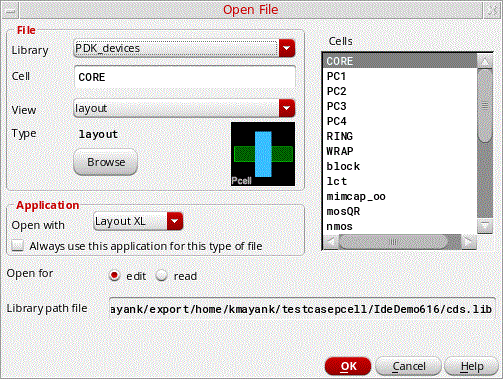 Open File
File
Library PDK_devices
Cell CORE
View layout
Type layout
Browse
Pcell
Application
Open with Layout XL
Always use this application for this type of file
Open for edit read
Library path file ayank/export/home/kmayank/testcasepcell/IdeDemo616/cds.lib
Cells
CORE
PC1
PC2
PC3
PC4
RING
WRAP
block
lct
mimcap_oo
mosQR
nmos
OK Cancel Help